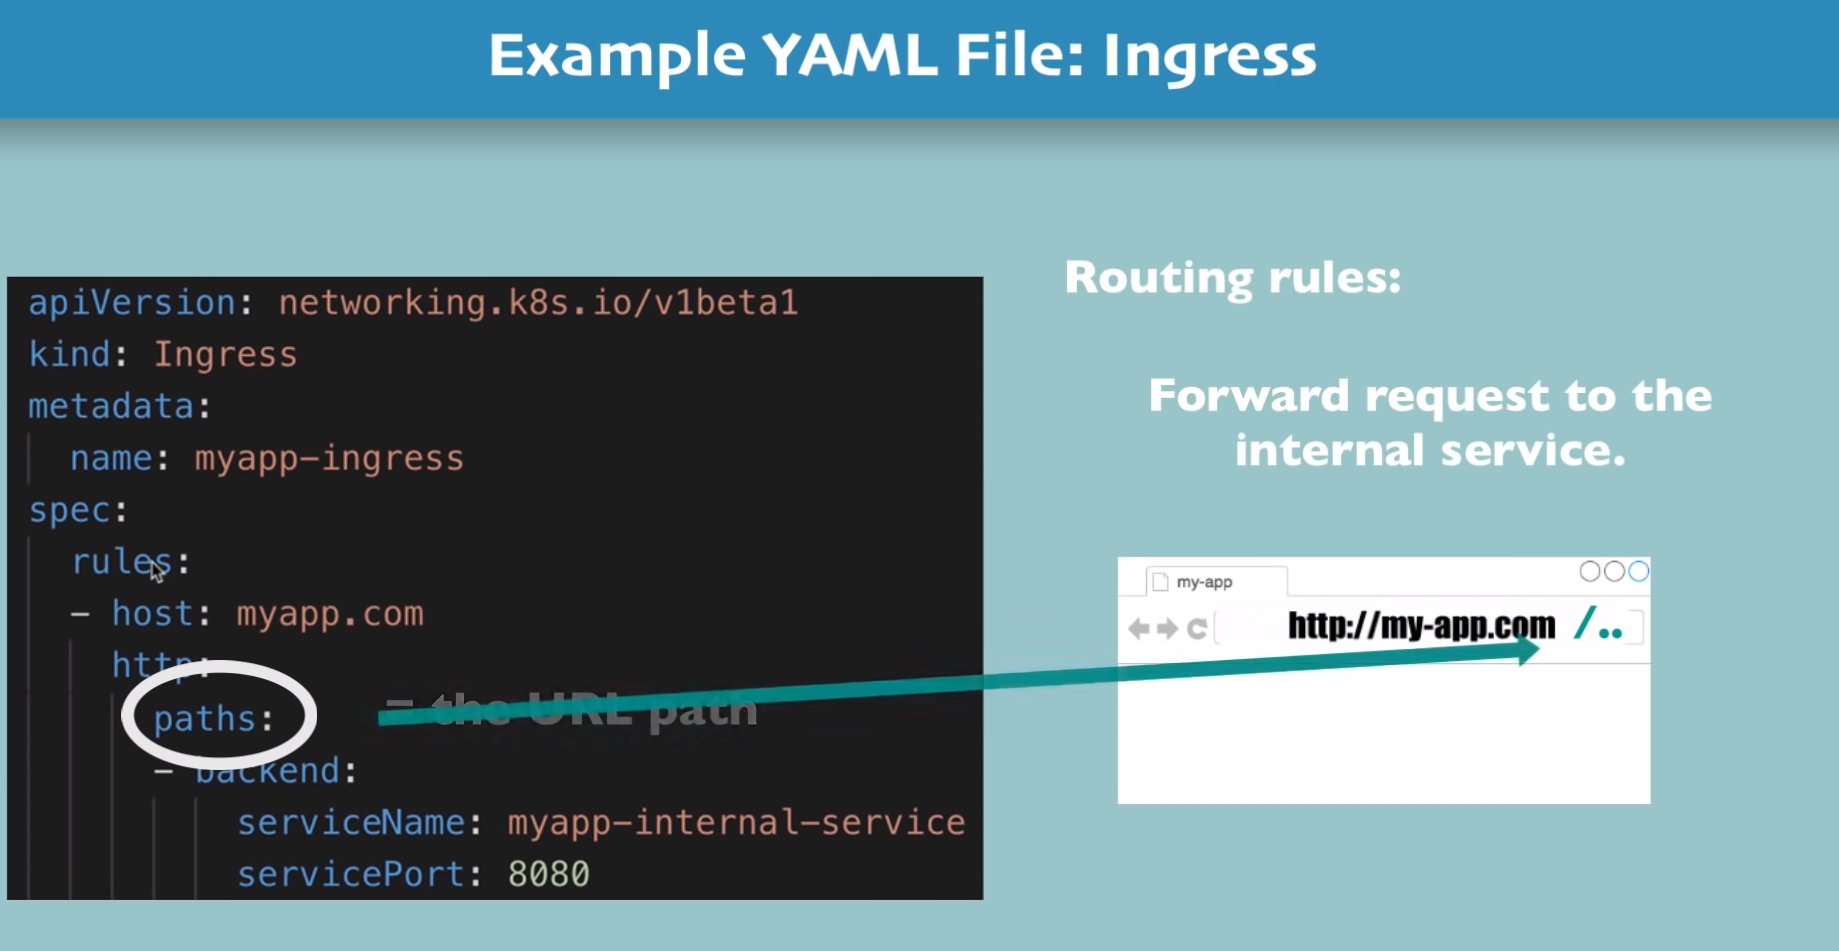 Example YAML File: Ingress
apiVersion: networking.k8s.io/v1beta1
kind: Ingress
metadata:
name: myapp-ingress
spec:
rules:
- host: myapp.com
http:
paths:
- backend:
serviceName: myapp-internal-service
servicePort: 8080
= the URL path
Routing rules:
Forward request to the
internal service.
my-app
http://my-app.com /..